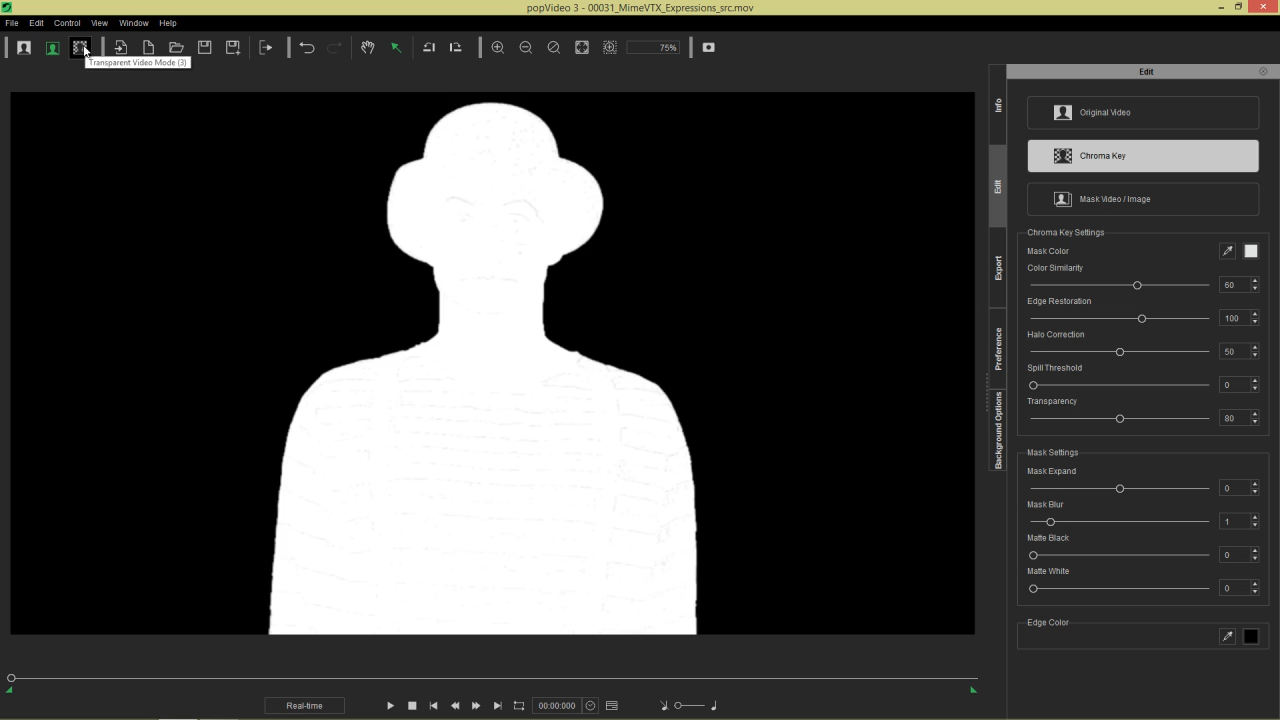 popVideo 3 - 00031_MimeVTX_Expressions_src.mov
File Edit Control View Window Help
75%
Transparent Video Mode (3)
Edit
Info
Edit
Export
Preference
Background Options
Original Video
Chroma Key
Mask Video / Image
Chroma Key Settings
Mask Color
Color Similarity
60
Edge Restoration
100
Halo Correction
50
Spill Threshold
0
Transparency
80
Mask Settings
Mask Expand
0
Mask Blur
1
Matte Black
0
Matte White
0
Edge Color
Real-time
00:00:000